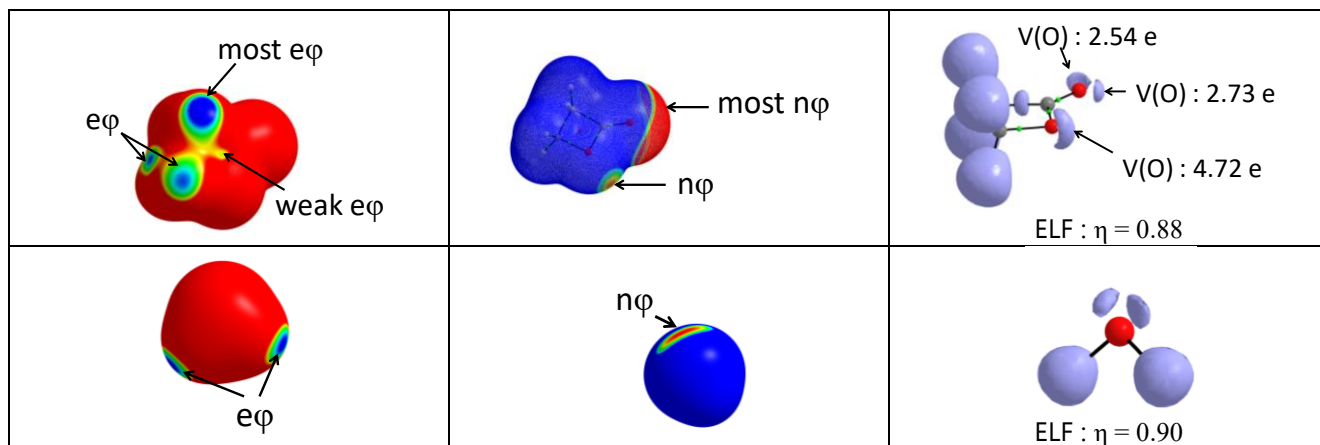 most eφ
eφ
weak eφ
most nφ
nφ
V(O) : 2.54 e
V(O) : 2.73 e
V(O) : 4.72 e
ELF : η = 0.88
eφ
nφ
ELF : η = 0.90